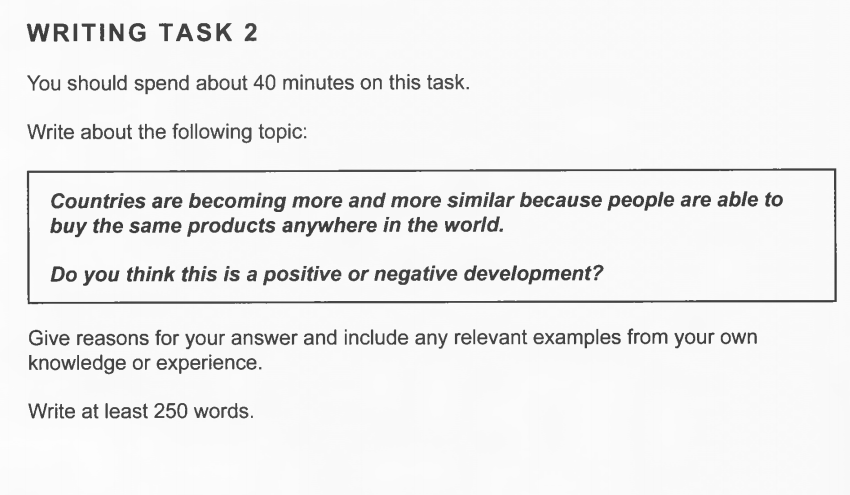 WRITING TASK 2
You should spend about 40 minutes on this task.
Write about the following topic:
Countries are becoming more and more similar because people are able to
buy the same products anywhere in the world.
Do you think this is a positive or negative development?
Give reasons for your answer and include any relevant examples from your own
knowledge or experience.
Write at least 250 words.